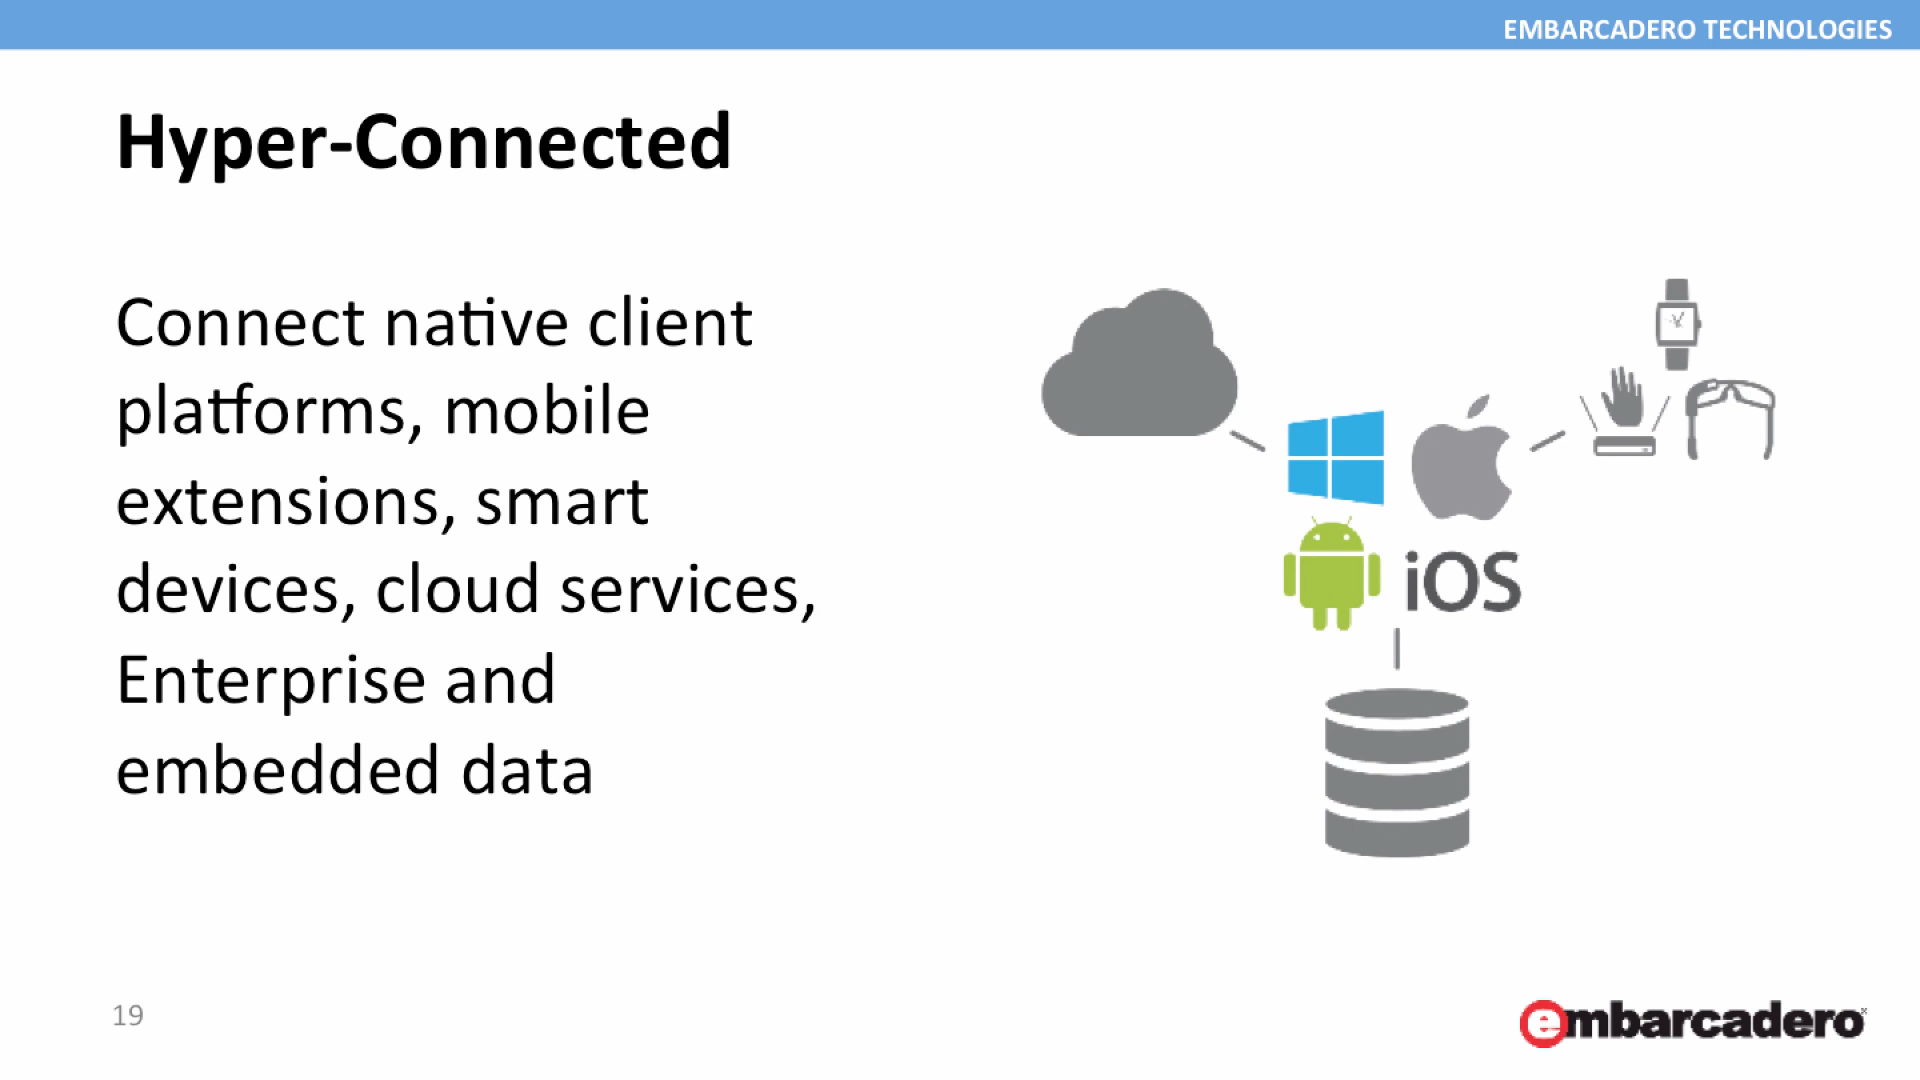 EMBARCADERO TECHNOLOGIES
Hyper-Connected
Connect native client
platforms, mobile
extensions, smart
devices, cloud services,
Enterprise and
embedded data
iOS
19
embarcadero